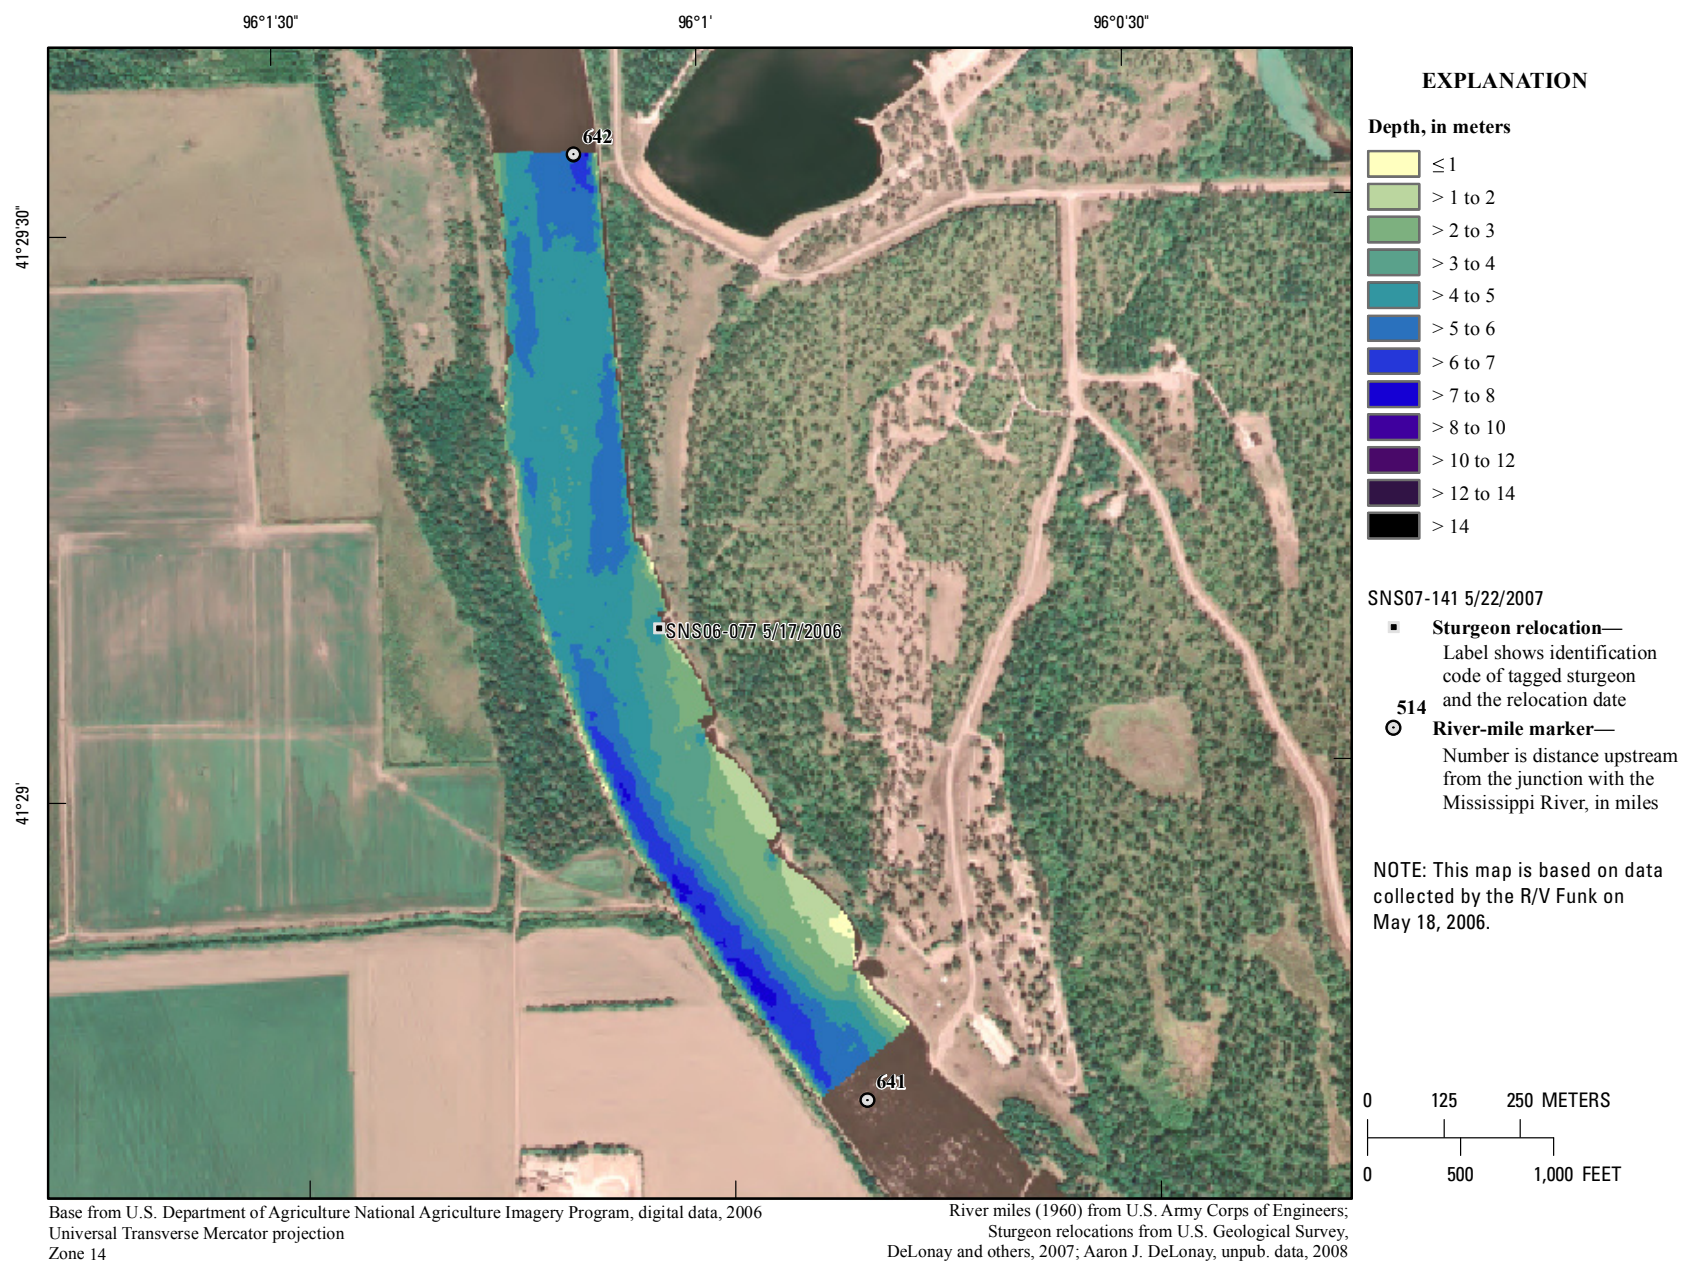 96°1'30"
96°1'
96°0'30"
41°29'30"
41°29'
642
SNS06-077 5/17/2006
641
EXPLANATION
Depth, in meters
≤ 1
> 1 to 2
> 2 to 3
> 3 to 4
> 4 to 5
> 5 to 6
> 6 to 7
> 7 to 8
> 8 to 10
> 10 to 12
> 12 to 14
> 14
SNS07-141 5/22/2007
Sturgeon relocation—
Label shows identification
code of tagged sturgeon
and the relocation date
514
River-mile marker—
Number is distance upstream
from the junction with the
Mississippi River, in miles
NOTE: This map is based on data
collected by the R/V Funk on
May 18, 2006.
0 125 250 METERS
0 500 1,000 FEET
Base from U.S. Department of Agriculture National Agriculture Imagery Program, digital data, 2006
Universal Transverse Mercator projection
Zone 14
River miles (1960) from U.S. Army Corps of Engineers;
Sturgeon relocations from U.S. Geological Survey,
DeLonay and others, 2007; Aaron J. DeLonay, unpub. data, 2008